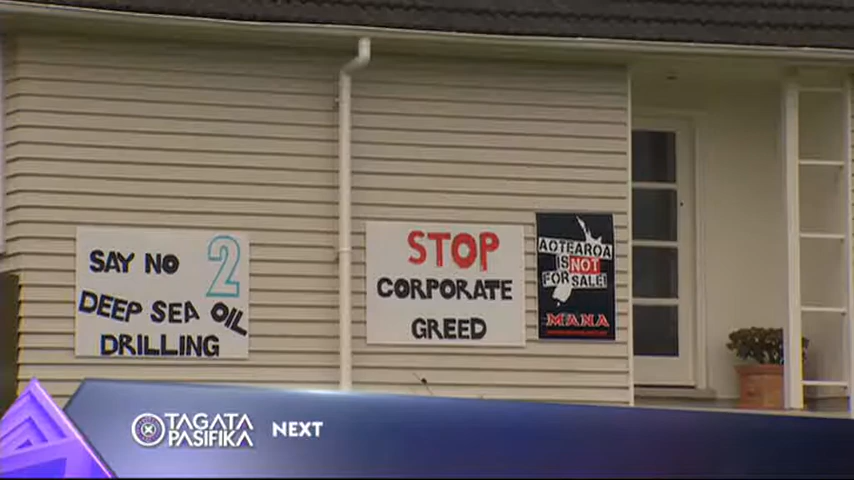 SAY NO 2
DEEP SEA OIL
DRILLING
STOP
CORPORATE
GREED
AOTEAROA
IS NOT
FOR SALE!
MANA
TAGATA
PASIFIKA
NEXT